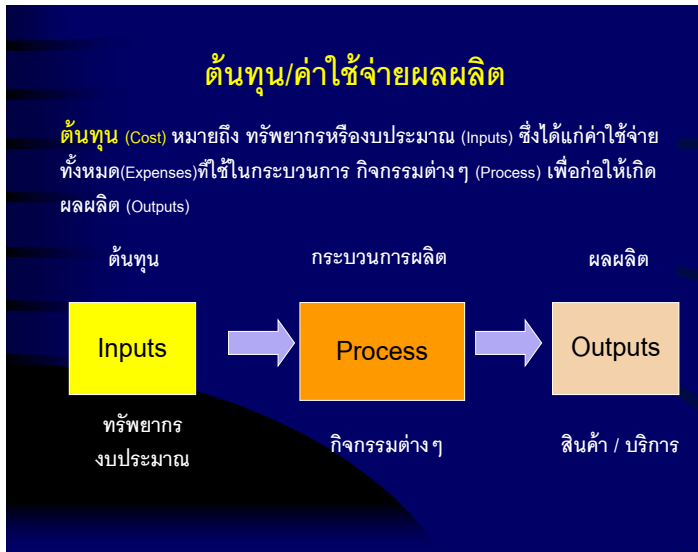 ต้นทุน/ค่าใช้จ่ายผลผลิต
ต้นทุน (Cost) หมายถึง ทรัพยากรหรืองบประมาณ (Inputs) ซึ่งได้แก่ค่าใช้จ่าย
ทั้งหมด(Expenses)ที่ใช้ในกระบวนการ กิจกรรมต่างๆ (Process) เพื่อก่อให้เกิด
ผลผลิต (Outputs)
ต้นทุน กระบวนการผลิต ผลผลิต
Inputs Process Outputs
ทรัพยากร
งบประมาณ กิจกรรมต่างๆ สินค้า / บริการ